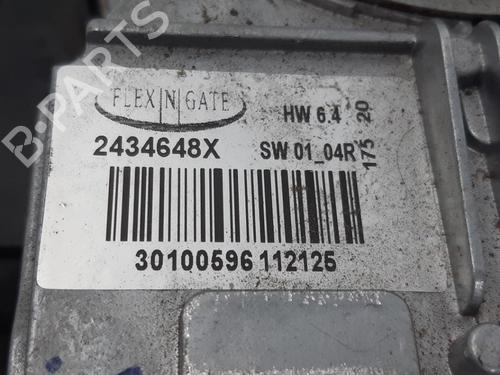 FLEX|N|GATE
HW 6.4
20
2434648X
SW 01_04R
175
30100596 112125
B-PARTS